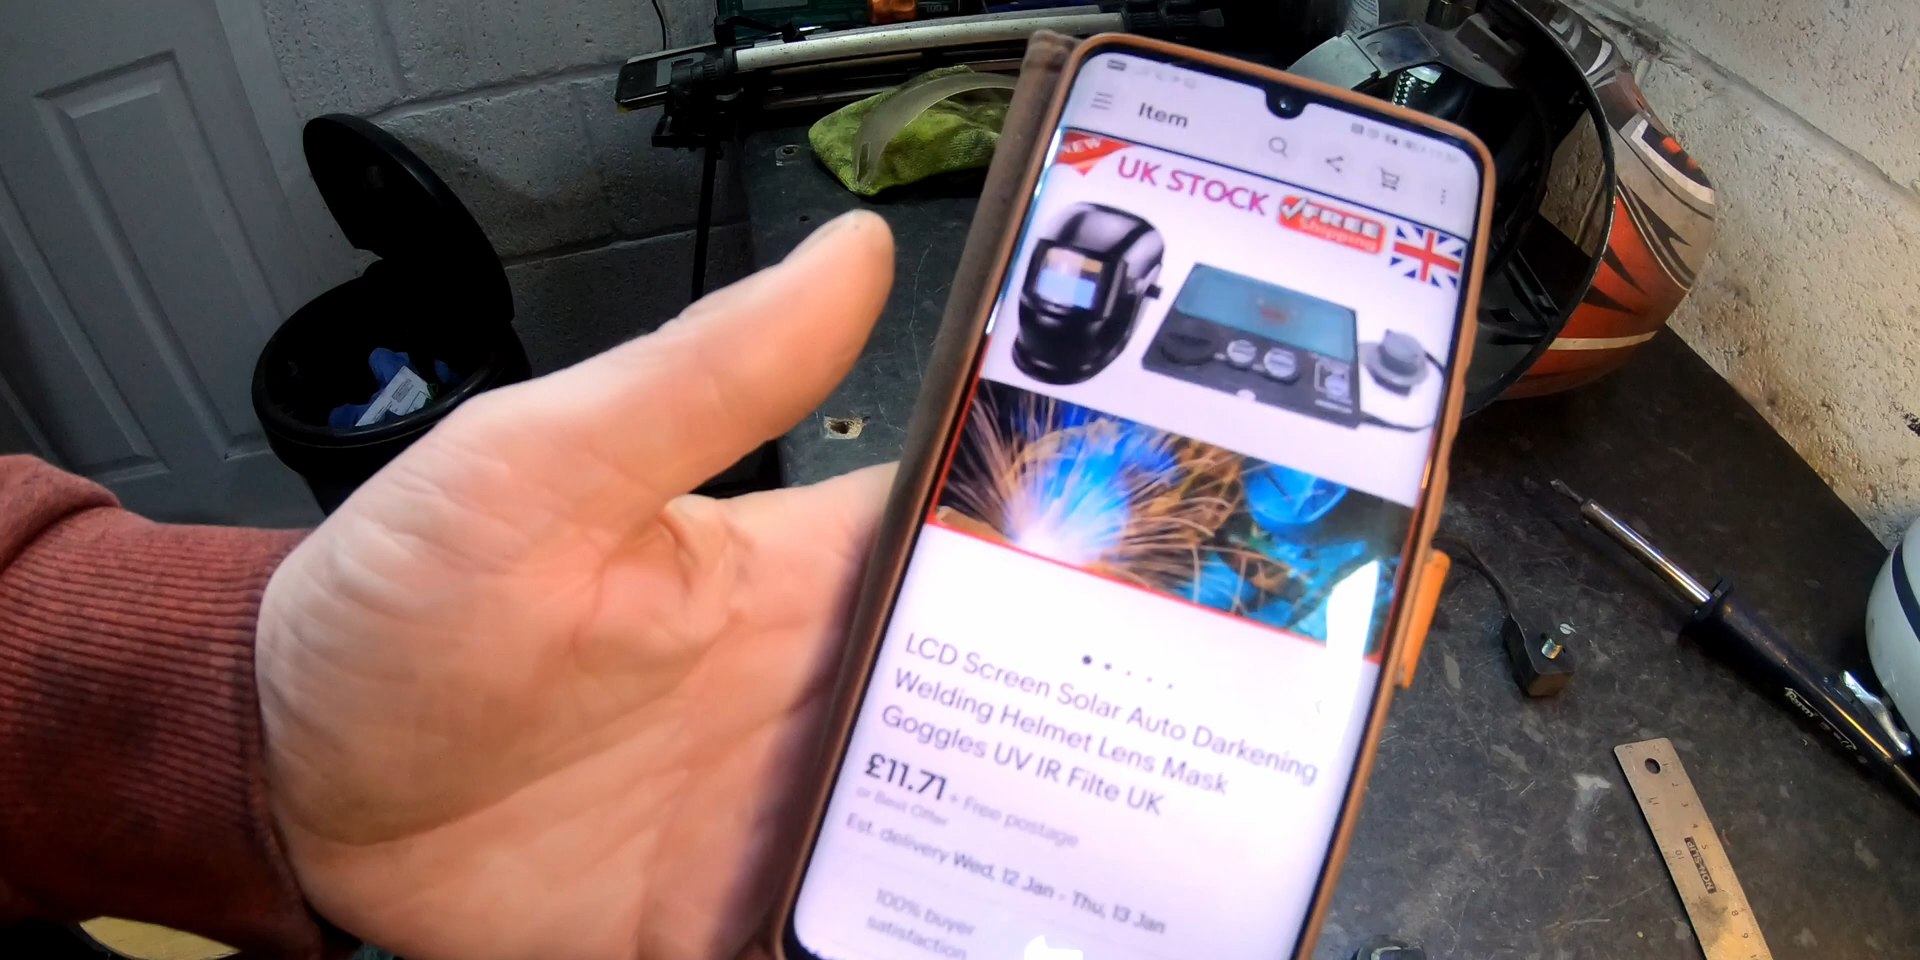 Item
NEW
UK STOCK
FREE
Shipping
LCD Screen Solar Auto Darkening
Welding Helmet Lens Mask
Goggles UV IR Filte UK
£11.71 + Free postage
or Best Offer
Est. delivery Wed, 12 Jan - Thu, 13 Jan
100% buyer
satisfaction
NON-SLIP